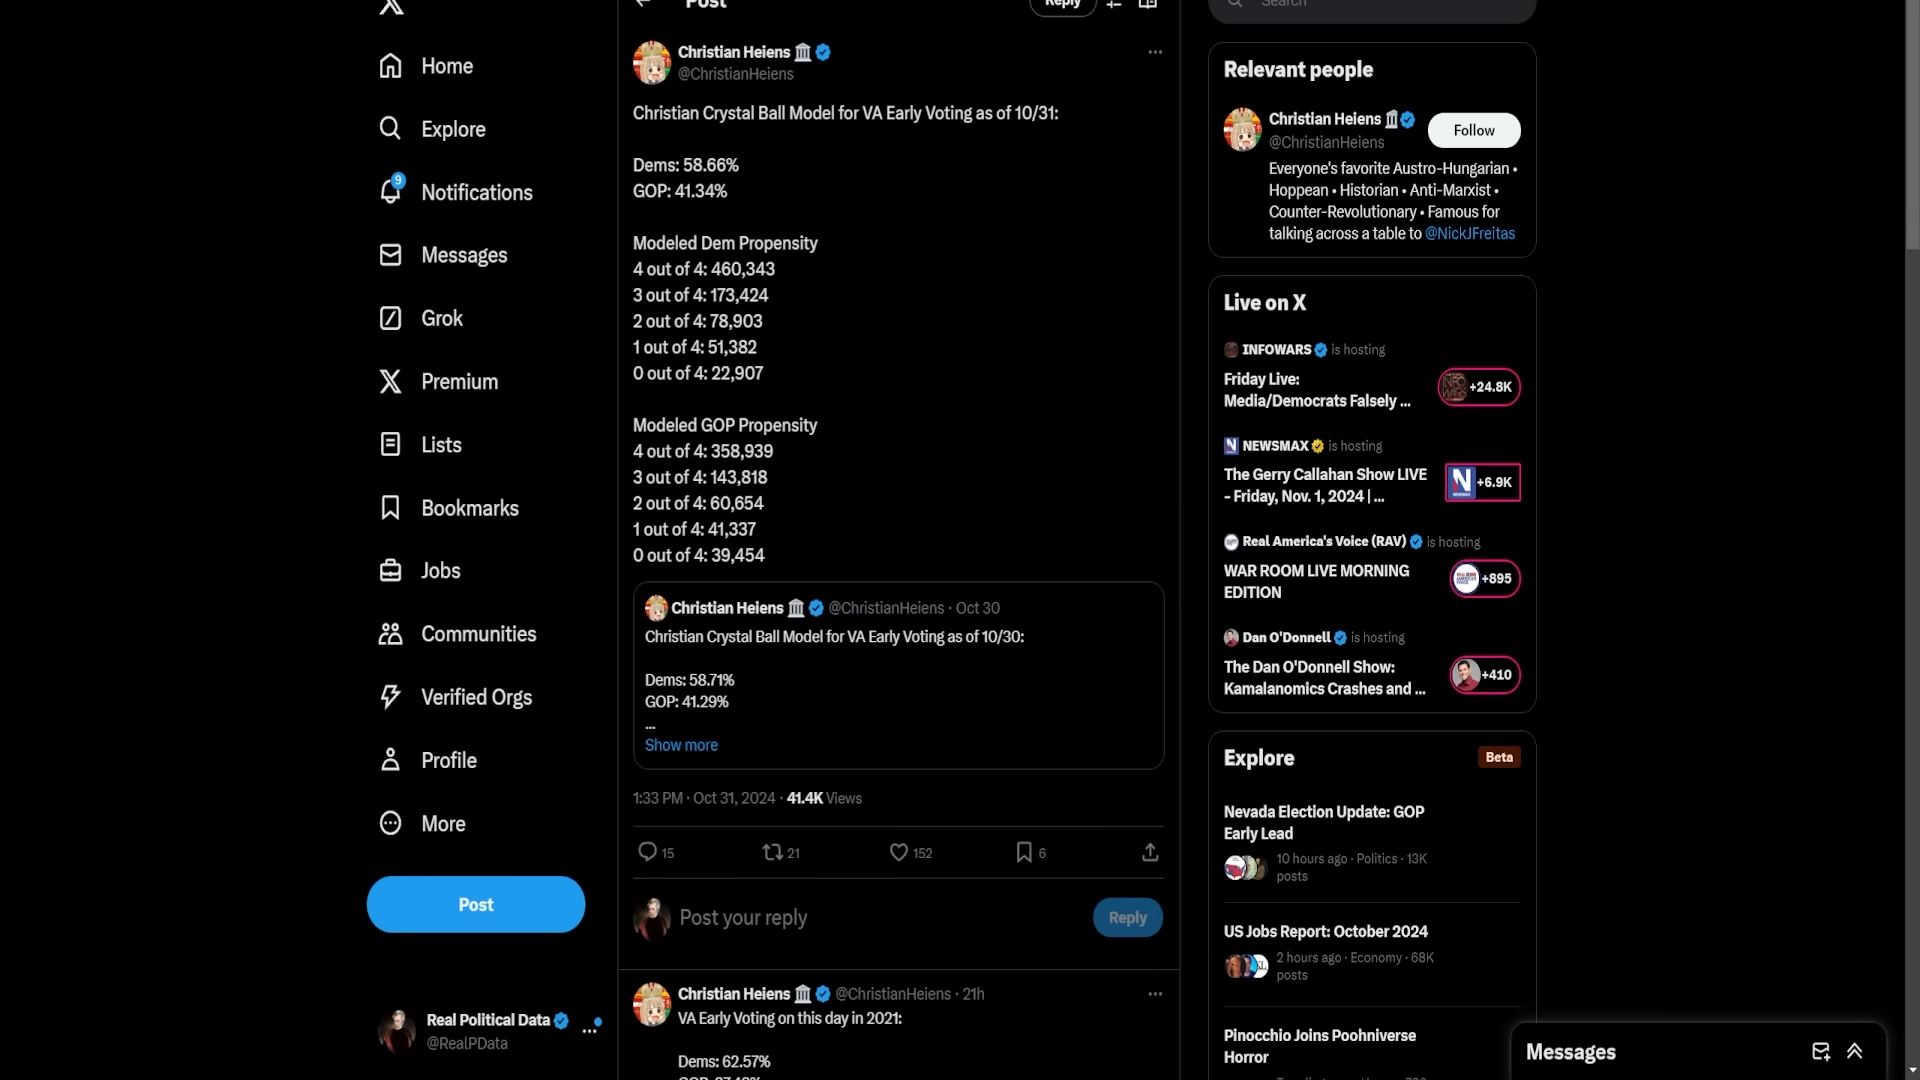 Home
Explore
9
Notifications
Messages
Grok
Premium
Lists
Bookmarks
Jobs
Communities
Verified Orgs
Profile
More
Post
Real Political Data
@RealPData
Post
Reply
Christian Heiens
@ChristianHeiens
Christian Crystal Ball Model for VA Early Voting as of 10/31:
Dems: 58.66%
GOP: 41.34%
Modeled Dem Propensity
4 out of 4: 460,343
3 out of 4: 173,424
2 out of 4: 78,903
1 out of 4: 51,382
0 out of 4: 22,907
Modeled GOP Propensity
4 out of 4: 358,939
3 out of 4: 143,818
2 out of 4: 60,654
1 out of 4: 41,337
0 out of 4: 39,454
Christian Heiens @ChristianHeiens · Oct 30
Christian Crystal Ball Model for VA Early Voting as of 10/30:
Dems: 58.71%
GOP: 41.29%
...
Show more
1:33 PM · Oct 31, 2024 · 41.4K Views
15 21 152 6
Post your reply
Reply
Christian Heiens @ChristianHeiens · 21h
VA Early Voting on this day in 2021:
Dems: 62.57%
Search
Relevant people
Christian Heiens
@ChristianHeiens
Follow
Everyone's favorite Austro-Hungarian •
Hoppean • Historian • Anti-Marxist •
Counter-Revolutionary • Famous for
talking across a table to @NickJFreitas
Live on X
INFOWARS is hosting
Friday Live:
Media/Democrats Falsely ...
+24.8K
NEWSMAX is hosting
The Gerry Callahan Show LIVE
- Friday, Nov. 1, 2024 | ...
+6.9K
Real America's Voice (RAV) is hosting
WAR ROOM LIVE MORNING
EDITION
+895
Dan O'Donnell is hosting
The Dan O'Donnell Show:
Kamalanomics Crashes and ...
+410
Explore
Beta
Nevada Election Update: GOP
Early Lead
10 hours ago · Politics · 13K
posts
US Jobs Report: October 2024
2 hours ago · Economy · 68K
posts
Pinocchio Joins Poohniverse
Horror
Messages